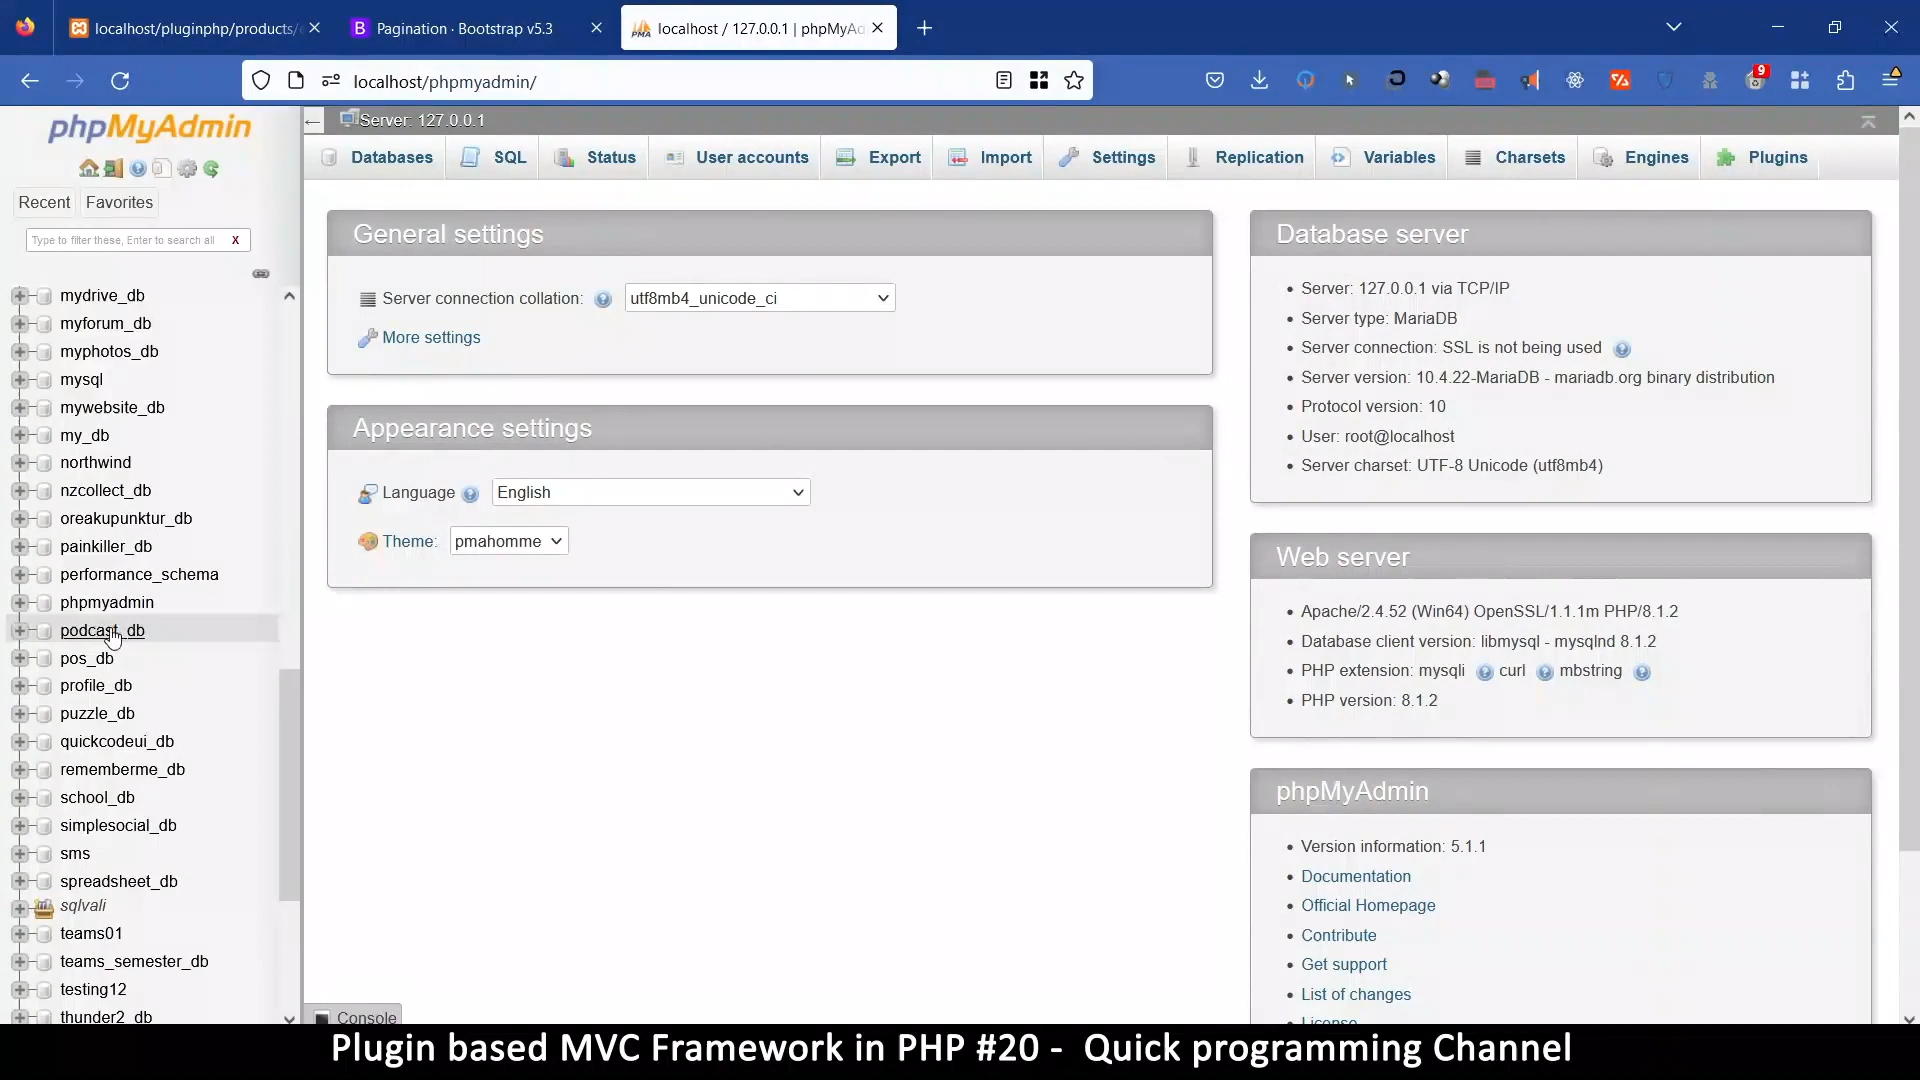 localhost/pluginphp/products/
Pagination · Bootstrap v5.3
localhost / 127.0.0.1 | phpMyAd
localhost/phpmyadmin/
9
phpMyAdmin
Recent
Favorites
Type to filter these, Enter to search all
X
mydrive_db
myforum_db
myphotos_db
mysql
mywebsite_db
my_db
northwind
nzcollect_db
oreakupunktur_db
painkiller_db
performance_schema
phpmyadmin
podcast_db
pos_db
profile_db
puzzle_db
quickcodeui_db
rememberme_db
school_db
simplesocial_db
sms
spreadsheet_db
sqlvali
teams01
teams_semester_db
testing12
thunder2_db
Server: 127.0.0.1
Databases
SQL
Status
User accounts
Export
Import
Settings
Replication
Variables
Charsets
Engines
Plugins
General settings
Server connection collation:
utf8mb4_unicode_ci
More settings
Appearance settings
Language
English
Theme:
pmahomme
Database server
Server: 127.0.0.1 via TCP/IP
Server type: MariaDB
Server connection: SSL is not being used
Server version: 10.4.22-MariaDB - mariadb.org binary distribution
Protocol version: 10
User: root@localhost
Server charset: UTF-8 Unicode (utf8mb4)
Web server
Apache/2.4.52 (Win64) OpenSSL/1.1.1m PHP/8.1.2
Database client version: libmysql - mysqlnd 8.1.2
PHP extension: mysqli curl mbstring
PHP version: 8.1.2
phpMyAdmin
Version information: 5.1.1
Documentation
Official Homepage
Contribute
Get support
List of changes
License
Console
Plugin based MVC Framework in PHP #20 - Quick programming Channel